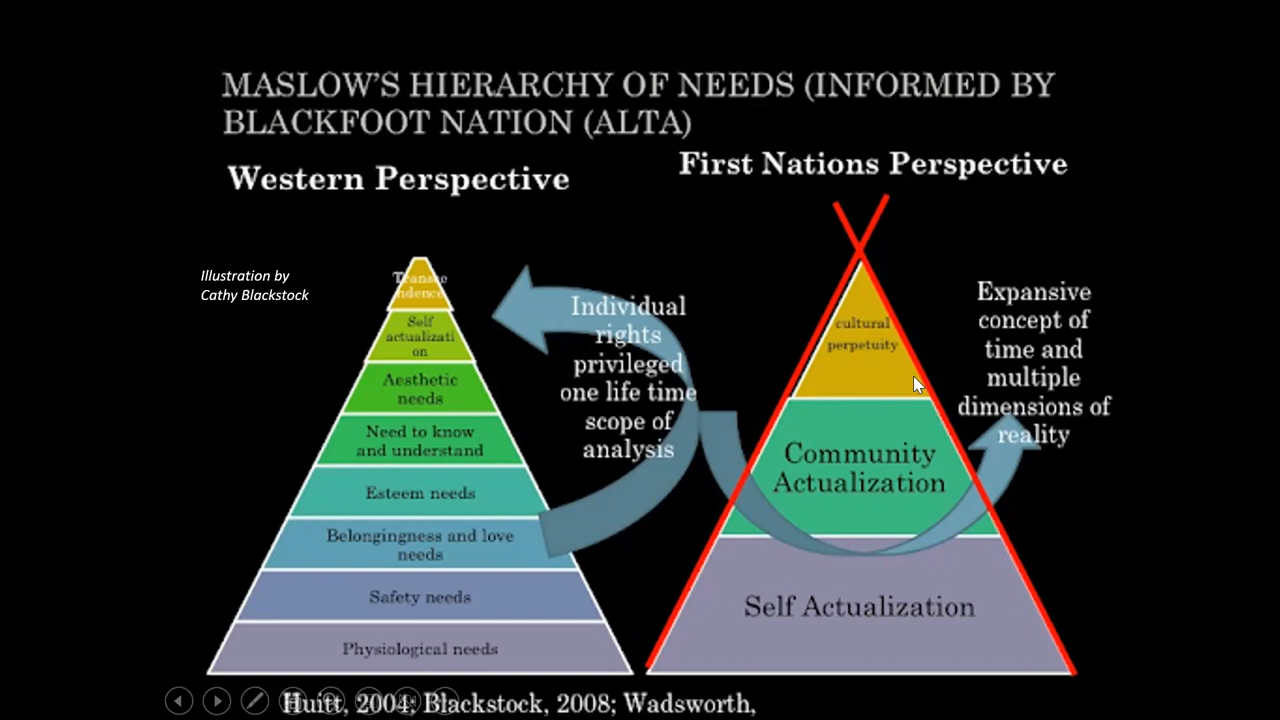 MASLOW'S HIERARCHY OF NEEDS (INFORMED BY
BLACKFOOT NATION (ALTA)
Western Perspective
First Nations Perspective
Illustration by
Cathy Blackstock
Transce
ndence
Self
actualizati
on
Aesthetic
needs
Need to know
and understand
Esteem needs
Belongingness and love
needs
Safety needs
Physiological needs
Individual
rights
privileged
one life time
scope of
analysis
cultural
perpetuity
Community
Actualization
Self Actualization
Expansive
concept of
time and
multiple
dimensions of
reality
Huitt, 2004; Blackstock, 2008; Wadsworth,